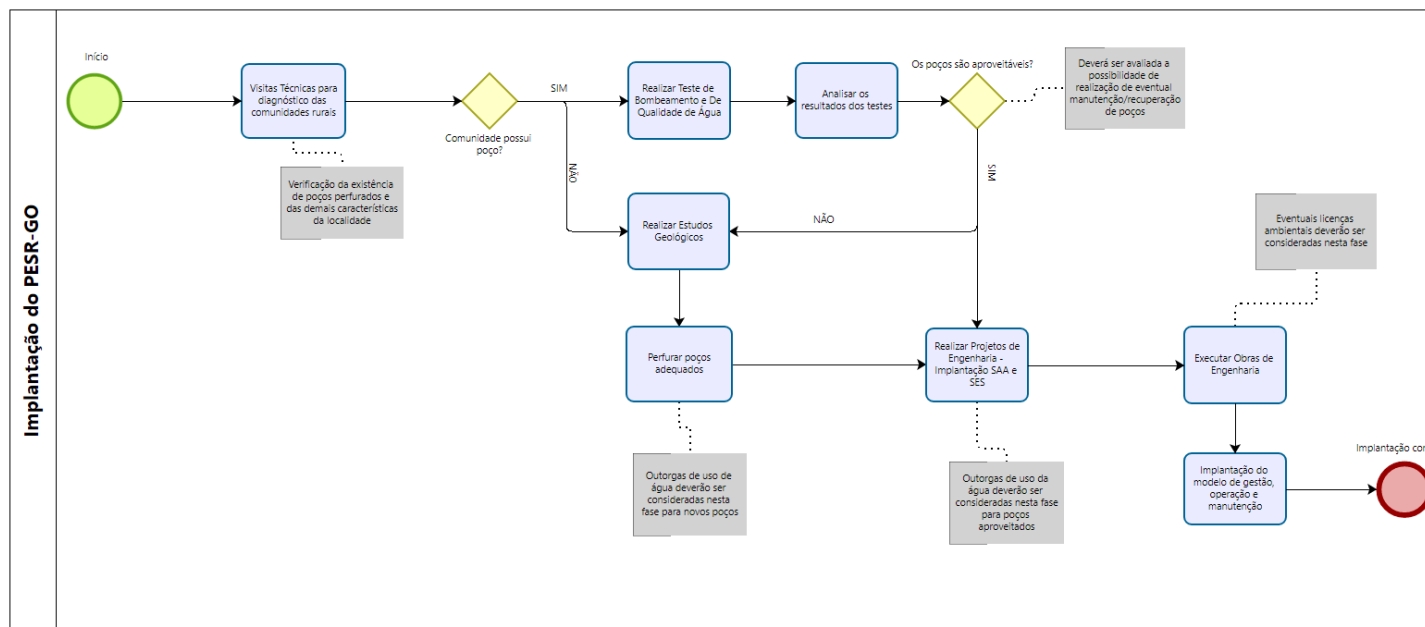 Implantação do PESR-GO
Início
Visitas Técnicas para
diagnóstico das
comunidades rurais
Verificação da existência
de poços perfurados e
das demais características
da localidade
Comunidade possui
poço?
SIM
NÃO
Realizar Teste de
Bombeamento e De
Qualidade de Água
Analisar os
resultados dos testes
Os poços são aproveitáveis?
Deverá ser avaliada a
possibilidade de
realização de eventual
manutenção/recuperação
de poços
SIM
NÃO
Realizar Estudos
Geológicos
Perfurar poços
adequados
Outorgas de uso de
água deverão ser
consideradas nesta
fase para novos poços
Realizar Projetos de
Engenharia -
Implantação SAA e
SES
Outorgas de uso da
água deverão ser
consideradas nesta fase
para poços
aproveitados
Eventuais licenças
ambientais deverão ser
consideradas nesta fase
Executar Obras de
Engenharia
Implantação do
modelo de gestão,
operação e
manutenção
Implantação